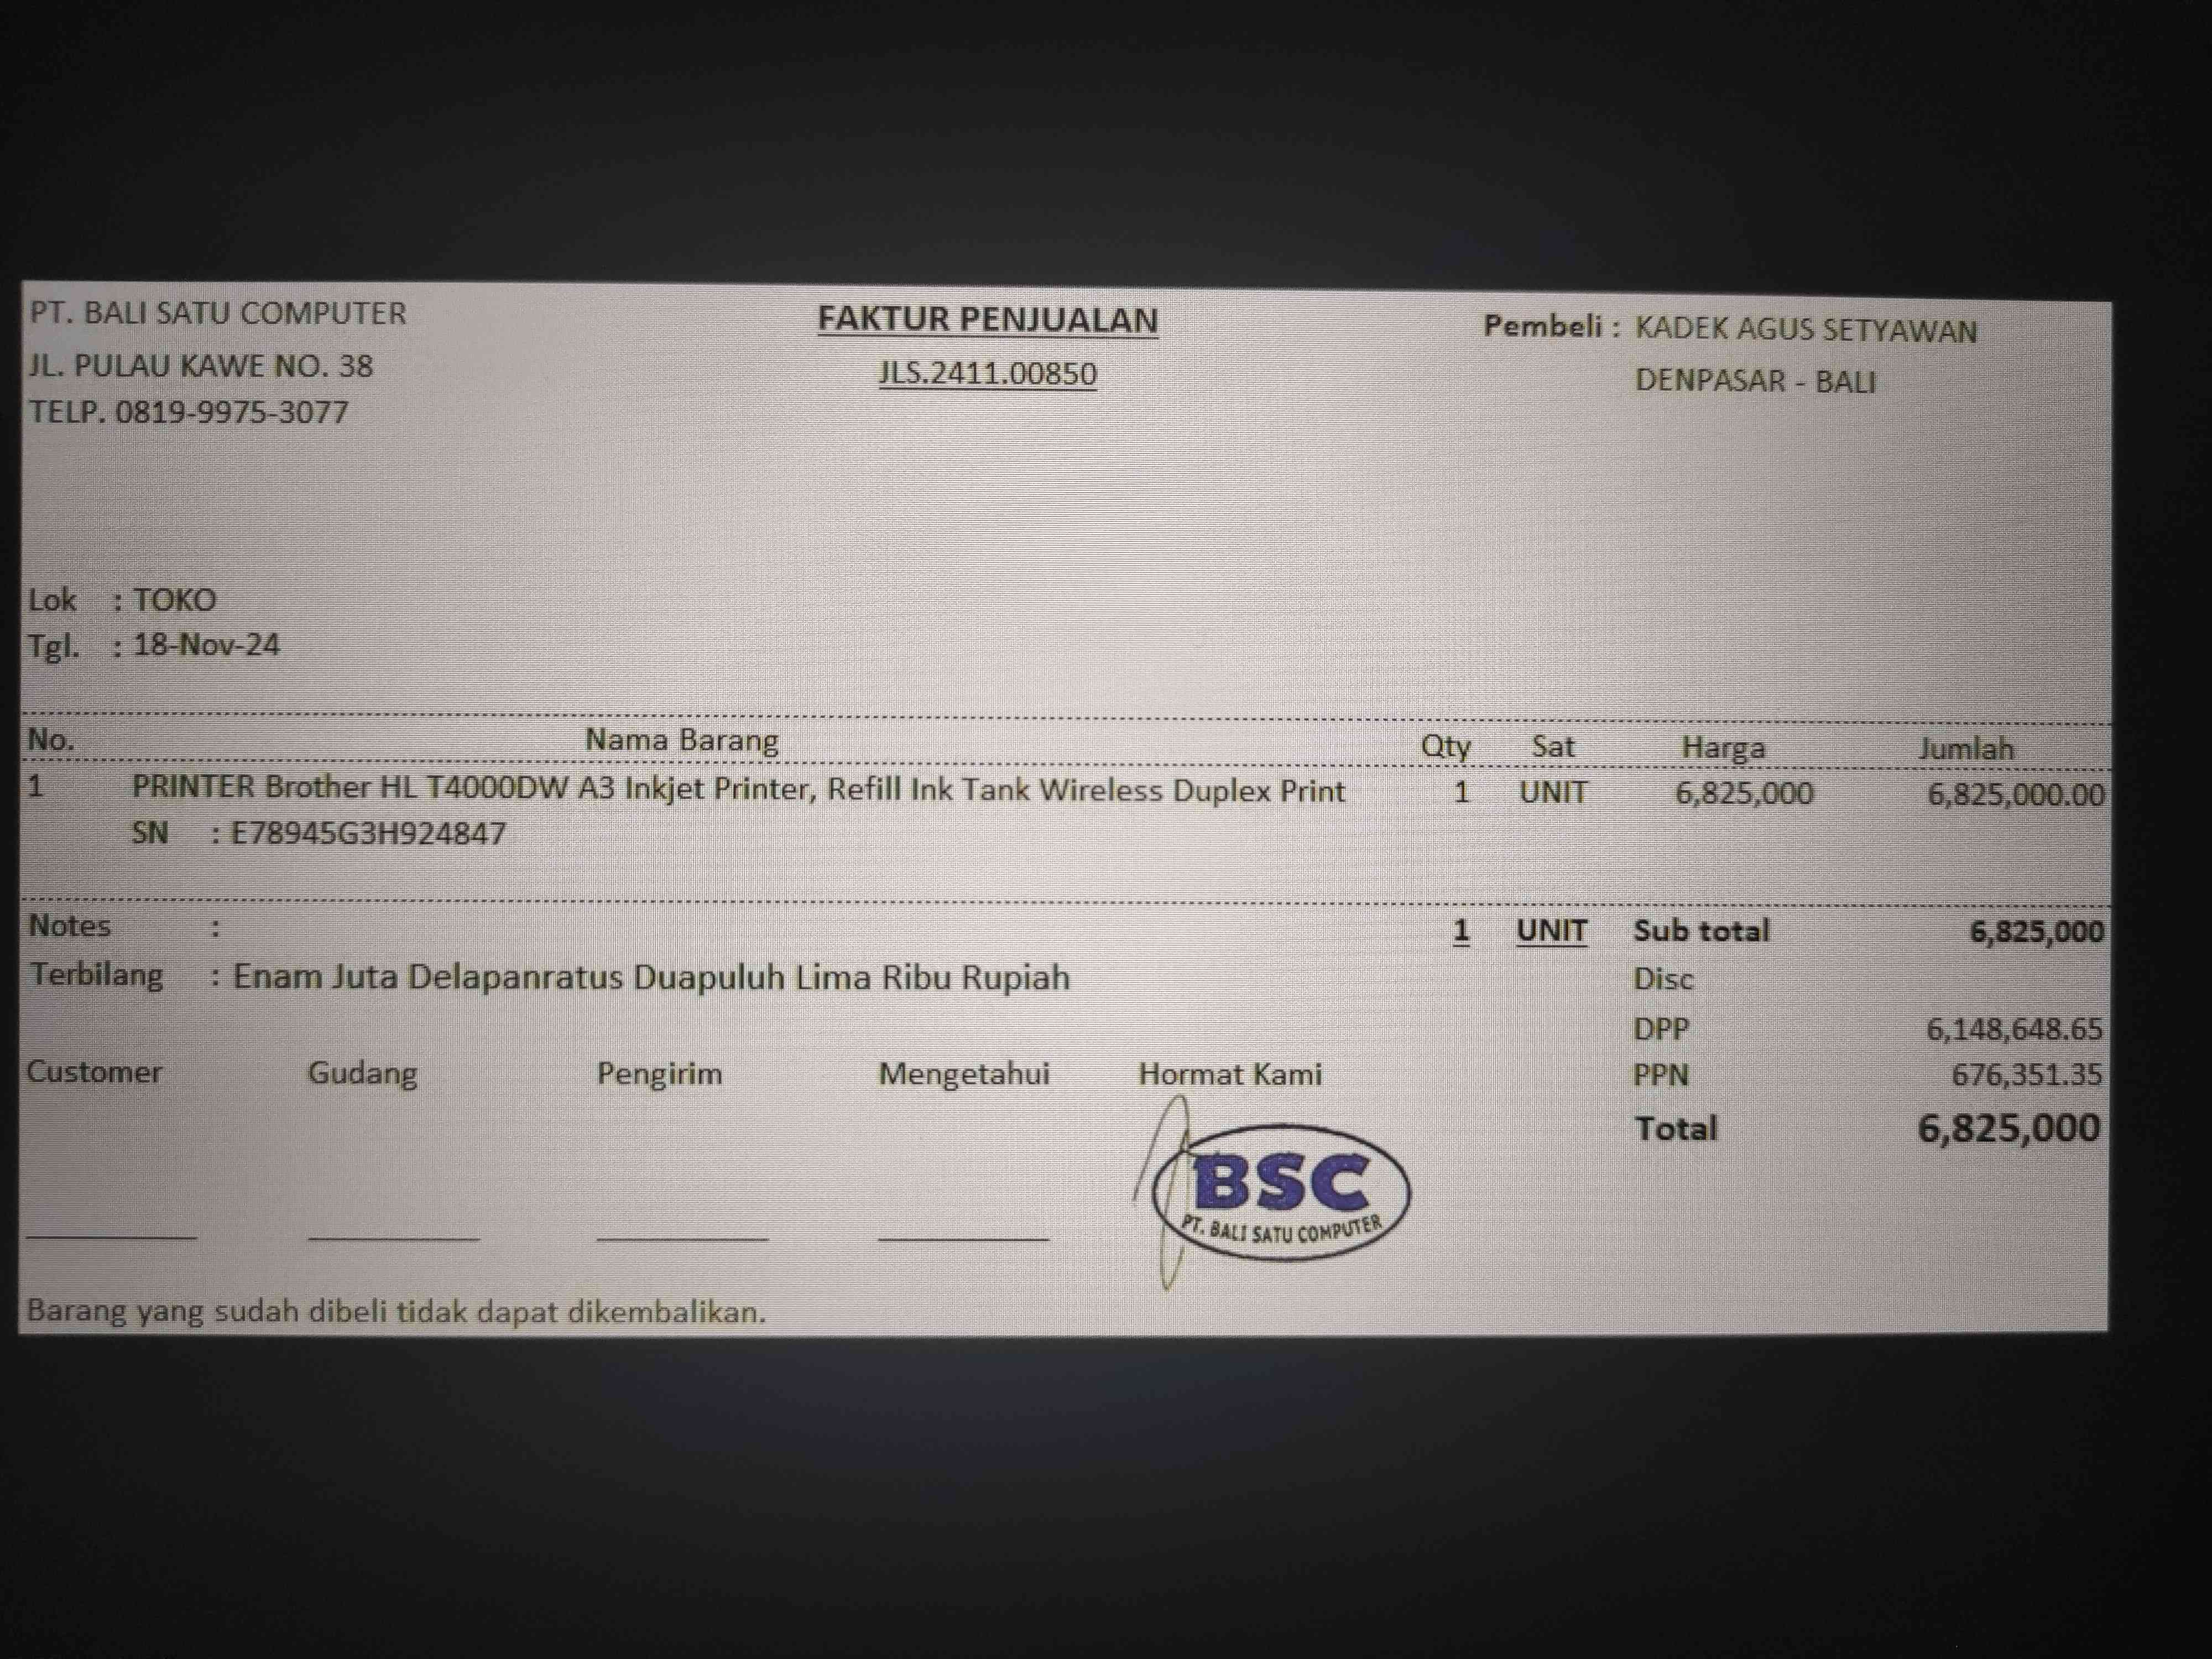 PT. BALI SATU COMPUTER
JL. PULAU KAWE NO. 38
TELP. 0819-9975-3077
FAKTUR PENJUALAN
JLS.2411.00850
Pembeli : KADEK AGUS SETYAWAN
DENPASAR - BALI
Lok : TOKO
Tgl. : 18-Nov-24
No. Nama Barang Qty Sat Harga Jumlah
1 PRINTER Brother HL T4000DW A3 Inkjet Printer, Refill Ink Tank Wireless Duplex Print 1 UNIT 6,825,000 6,825,000.00
SN : E78945G3H924847
Notes : 1 UNIT Sub total 6,825,000
Terbilang : Enam Juta Delapanratus Duapuluh Lima Ribu Rupiah Disc
DPP 6,148,648.65
Customer Gudang Pengirim Mengetahui Hormat Kami PPN 676,351.35
Total 6,825,000
BSC
PT. BALI SATU COMPUTER
Barang yang sudah dibeli tidak dapat dikembalikan.